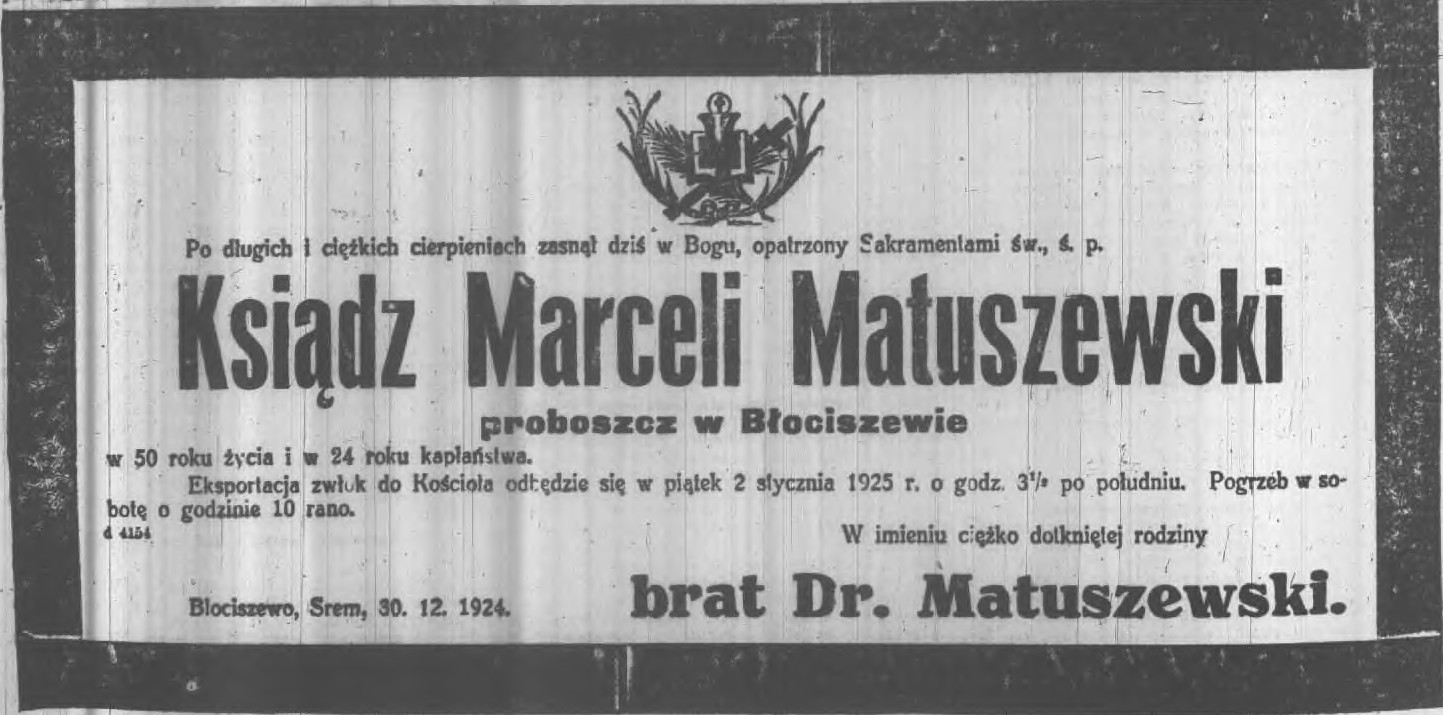 Po długich i ciężkich cierpieniach zasnął dziś w Bogu, opatrzony Sakramentami św., ś. p.
Ksiądz Marceli Matuszewski
proboszcz w Błociszewie
w 50 roku życia i w 24 roku kapłaństwa.
Eksportacja zwłok do Kościoła odbędzie się w piątek 2 stycznia 1925 r. o godz. 3½ po południu. Pogrzeb w so-
botę o godzinie 10 rano.
d 4154
W imieniu ciężko dotkniętej rodziny
brat Dr. Matuszewski.
Błociszewo, Śrem, 30. 12. 1924.